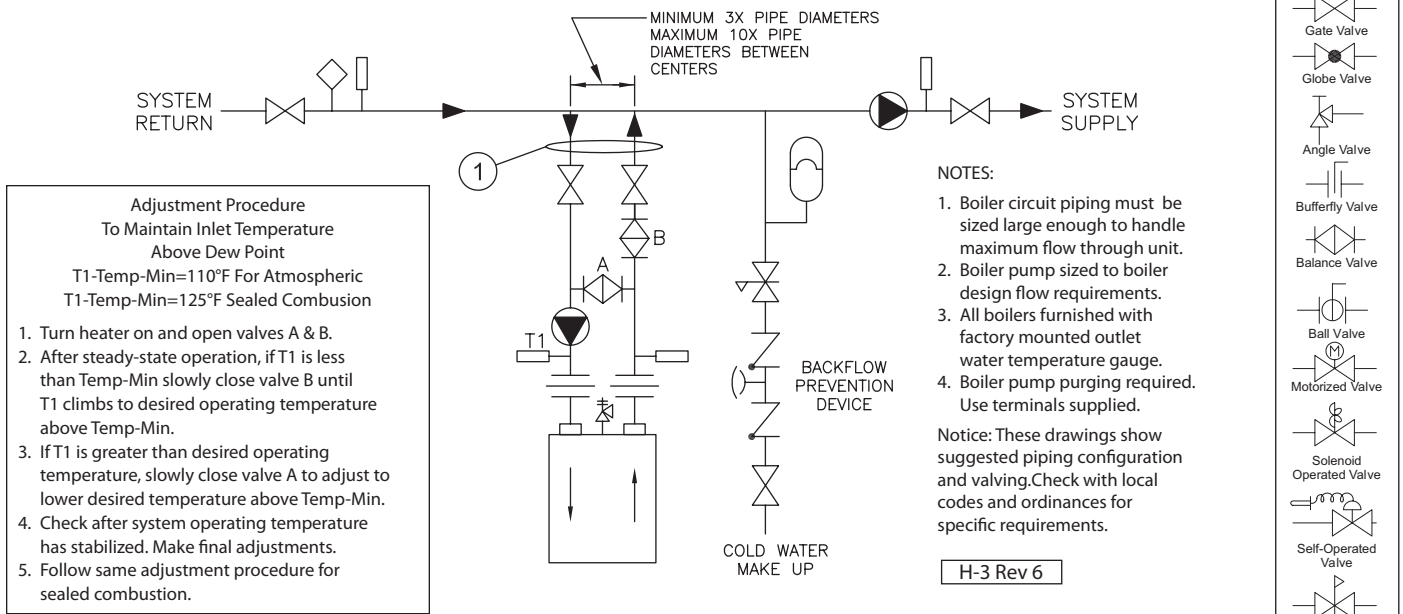 MINIMUM 3X PIPE DIAMETERS
MAXIMUM 10X PIPE
DIAMETERS BETWEEN
CENTERS
SYSTEM
RETURN
SYSTEM
SUPPLY
1
B
A
T1
BACKFLOW
PREVENTION
DEVICE
COLD WATER
MAKE UP
Adjustment Procedure
To Maintain Inlet Temperature
Above Dew Point
T1-Temp-Min=110°F For Atmospheric
T1-Temp-Min=125°F Sealed Combusion
1. Turn heater on and open valves A & B.
2. After steady-state operation, if T1 is less
than Temp-Min slowly close valve B until
T1 climbs to desired operating temperature
above Temp-Min.
3. If T1 is greater than desired operating
temperature, slowly close valve A to adjust to
lower desired temperature above Temp-Min.
4. Check after system operating temperature
has stabilized. Make final adjustments.
5. Follow same adjustment procedure for
sealed combustion.
NOTES:
1. Boiler circuit piping must be
sized large enough to handle
maximum flow through unit.
2. Boiler pump sized to boiler
design flow requirements.
3. All boilers furnished with
factory mounted outlet
water temperature gauge.
4. Boiler pump purging required.
Use terminals supplied.
Notice: These drawings show
suggested piping configuration
and valving.Check with local
codes and ordinances for
specific requirements.
H-3 Rev 6
Gate Valve
Globe Valve
Angle Valve
Bufferfly Valve
Balance Valve
Ball Valve
M
Motorized Valve
Solenoid
Operated Valve
Self-Operated
Valve